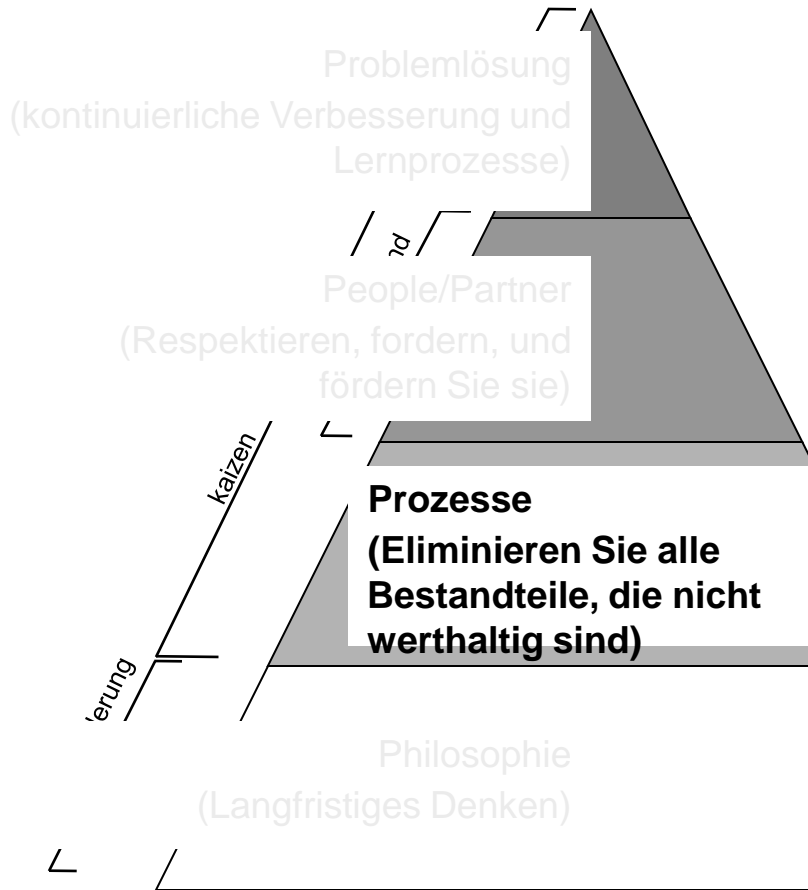 Problemlösung
(kontinuierliche Verbesserung und
Lernprozesse)
People/Partner
(Respektieren, fordern, und
fördern Sie sie)
kaizen
Prozesse
(Eliminieren Sie alle
Bestandteile, die nicht
werthaltig sind)
Philosophie
(Langfristiges Denken)